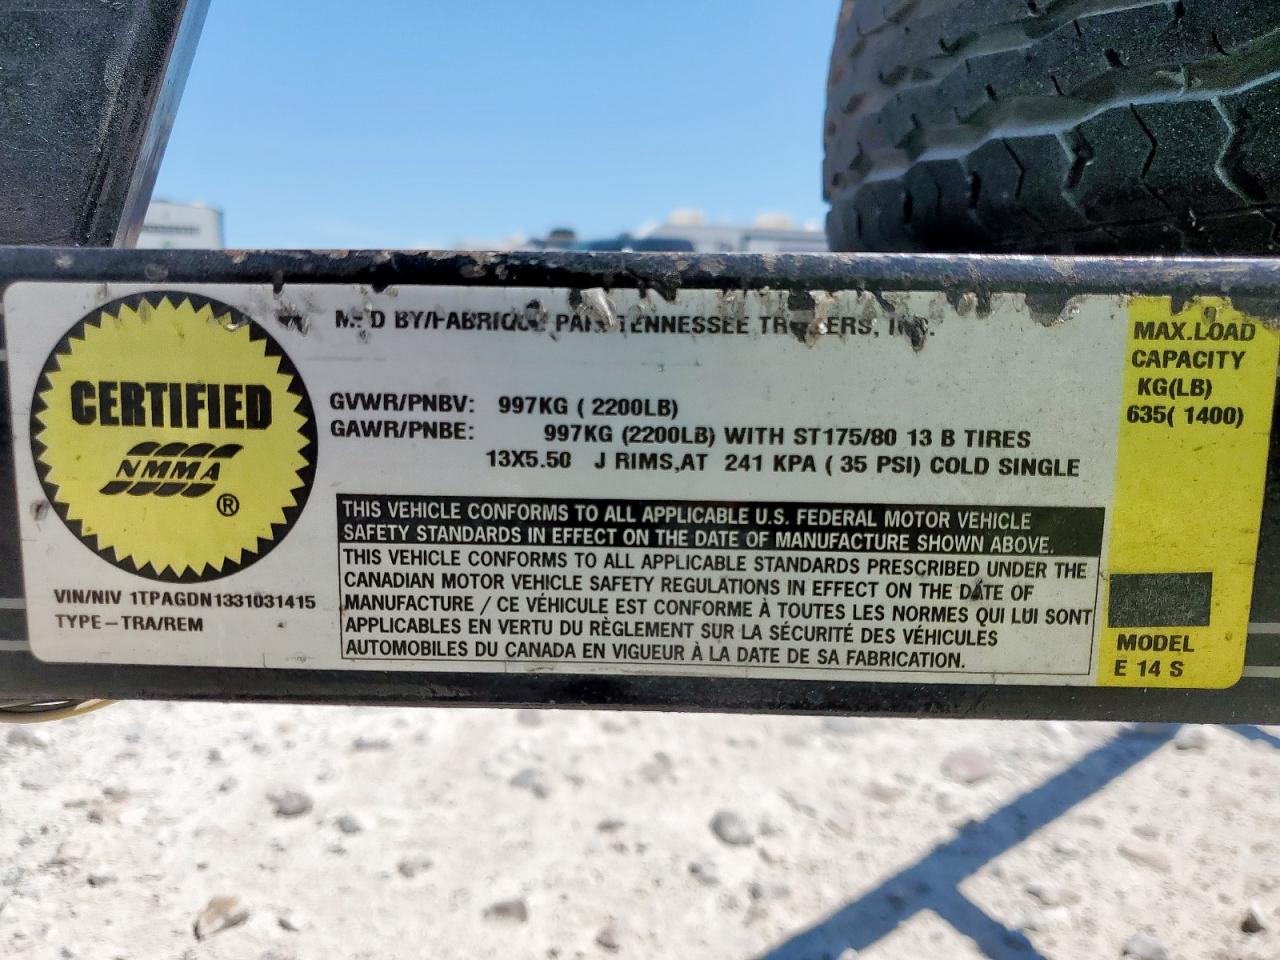 BY/FABRIQUE PAR TENNESSEE
CERTIFIED
NMMA
®
GVWR/PNBV: 997KG ( 2200LB)
GAWR/PNBE: 997KG (2200LB) WITH ST175/80 13 B TIRES
13X5.50 J RIMS,AT 241 KPA ( 35 PSI) COLD SINGLE
THIS VEHICLE CONFORMS TO ALL APPLICABLE U.S. FEDERAL MOTOR VEHICLE
SAFETY STANDARDS IN EFFECT ON THE DATE OF MANUFACTURE SHOWN ABOVE.
THIS VEHICLE CONFORMS TO ALL APPLICABLE STANDARDS PRESCRIBED UNDER THE
CANADIAN MOTOR VEHICLE SAFETY REGULATIONS IN EFFECT ON THE DATE OF
MANUFACTURE / CE VÉHICULE EST CONFORME À TOUTES LES NORMES QUI LUI SONT
APPLICABLES EN VERTU DU RÈGLEMENT SUR LA SÉCURITÉ DES VÉHICULES
AUTOMOBILES DU CANADA EN VIGUEUR À LA DATE DE SA FABRICATION.
VIN/NIV 1TPAGDN1331031415
TYPE-TRA/REM
MAX.LOAD
CAPACITY
KG(LB)
635( 1400)
MODEL
E 14 S